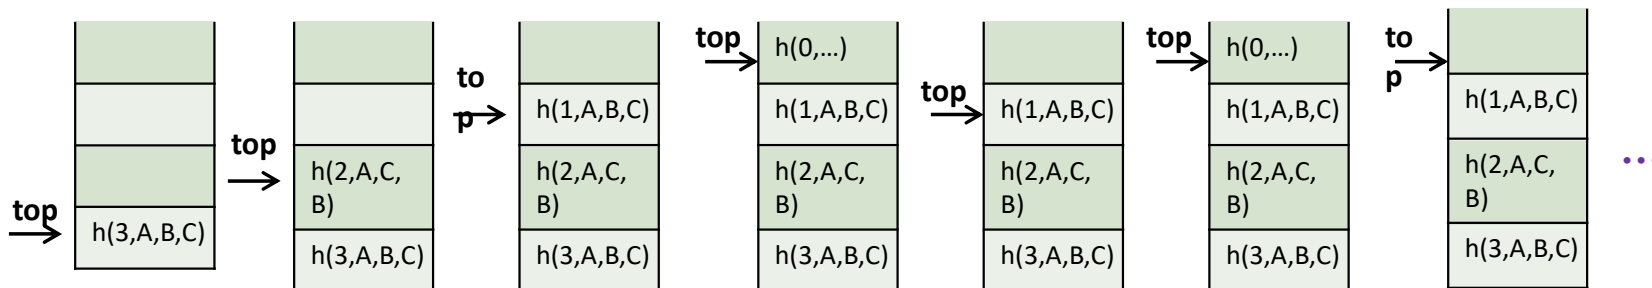 top
h(3,A,B,C)
top
h(2,A,C,
B)
h(3,A,B,C)
to
p
h(1,A,B,C)
h(2,A,C,
B)
h(3,A,B,C)
top
h(0,...)
h(1,A,B,C)
h(2,A,C,
B)
h(3,A,B,C)
top
h(1,A,B,C)
h(2,A,C,
B)
h(3,A,B,C)
top
h(0,...)
h(1,A,B,C)
h(2,A,C,
B)
h(3,A,B,C)
to
p
h(1,A,B,C)
h(2,A,C,
B)
h(3,A,B,C)
..